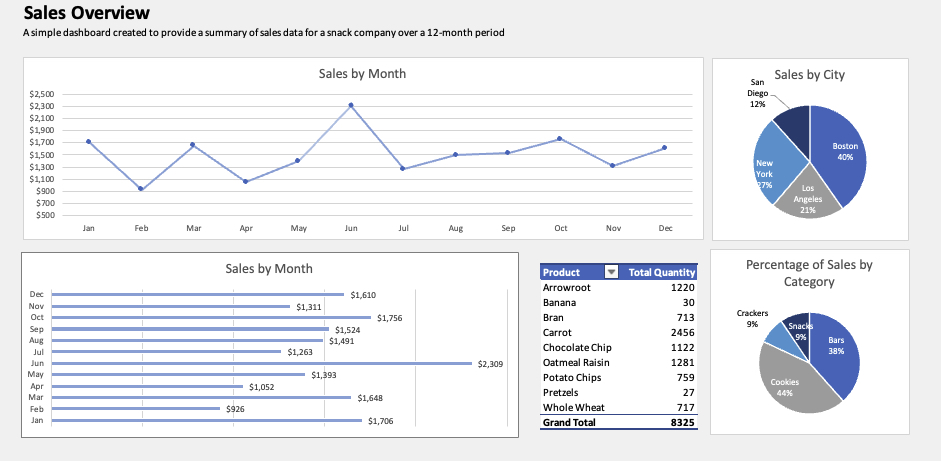 Sales Overview
A simple dashboard created to provide a summary of sales data for a snack company over a 12-month period
Sales by Month
$2,500
$2,300
$2,100
$1,900
$1,700
$1,500
$1,300
$1,100
$900
$700
$500
Jan Feb Mar Apr May Jun Jul Aug Sep Oct Nov Dec
Sales by City
San
Diego
12%
Boston
40%
New
York
27%
Los
Angeles
21%
Sales by Month
Dec $1,610
Nov $1,311
Oct $1,756
Sep $1,524
Aug $1,491
Jul $1,263
Jun $2,309
May $1,393
Apr $1,052
Mar $1,648
Feb $926
Jan $1,706
Product Total Quantity
Arrowroot 1220
Banana 30
Bran 713
Carrot 2456
Chocolate Chip 1122
Oatmeal Raisin 1281
Potato Chips 759
Pretzels 27
Whole Wheat 717
Grand Total 8325
Percentage of Sales by
Category
Crackers
9%
Snacks
9%
Bars
38%
Cookies
44%